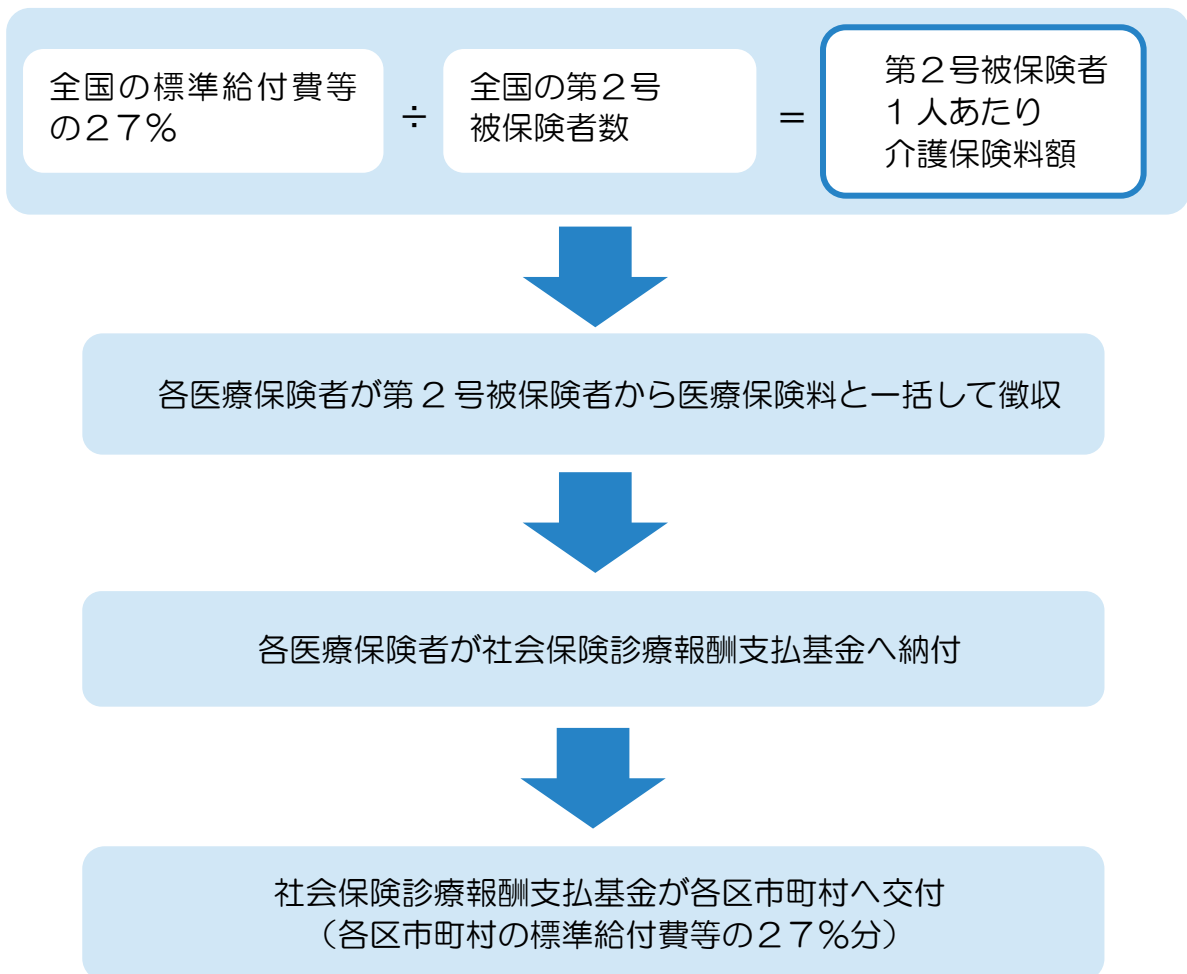 全国の標準給付費等
の２７％
÷
全国の第２号
被保険者数
＝
第２号被保険者
１人あたり
介護保険料額
各医療保険者が第２号被保険者から医療保険料と一括して徴収
各医療保険者が社会保険診療報酬支払基金へ納付
社会保険診療報酬支払基金が各区市町村へ交付
（各区市町村の標準給付費等の２７％分）